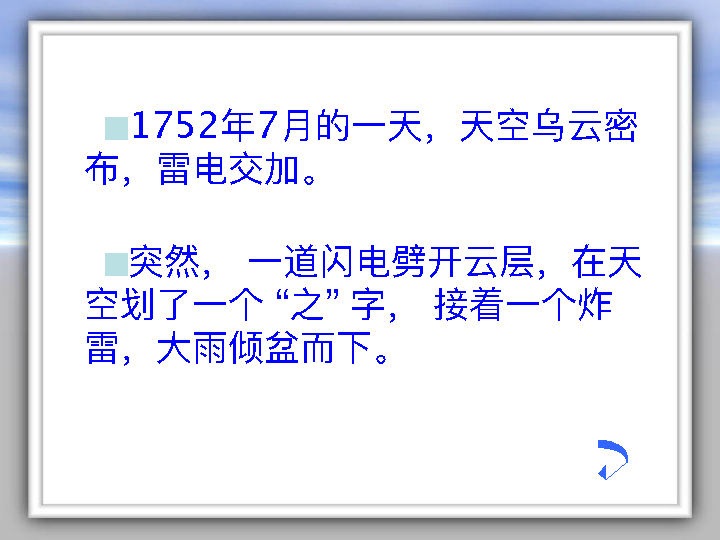 1752年7月的一天，天空乌云密
布，雷电交加。
突然， 一道闪电劈开云层，在天
空划了一个 “之” 字， 接着一个炸
雷，大雨倾盆而下。